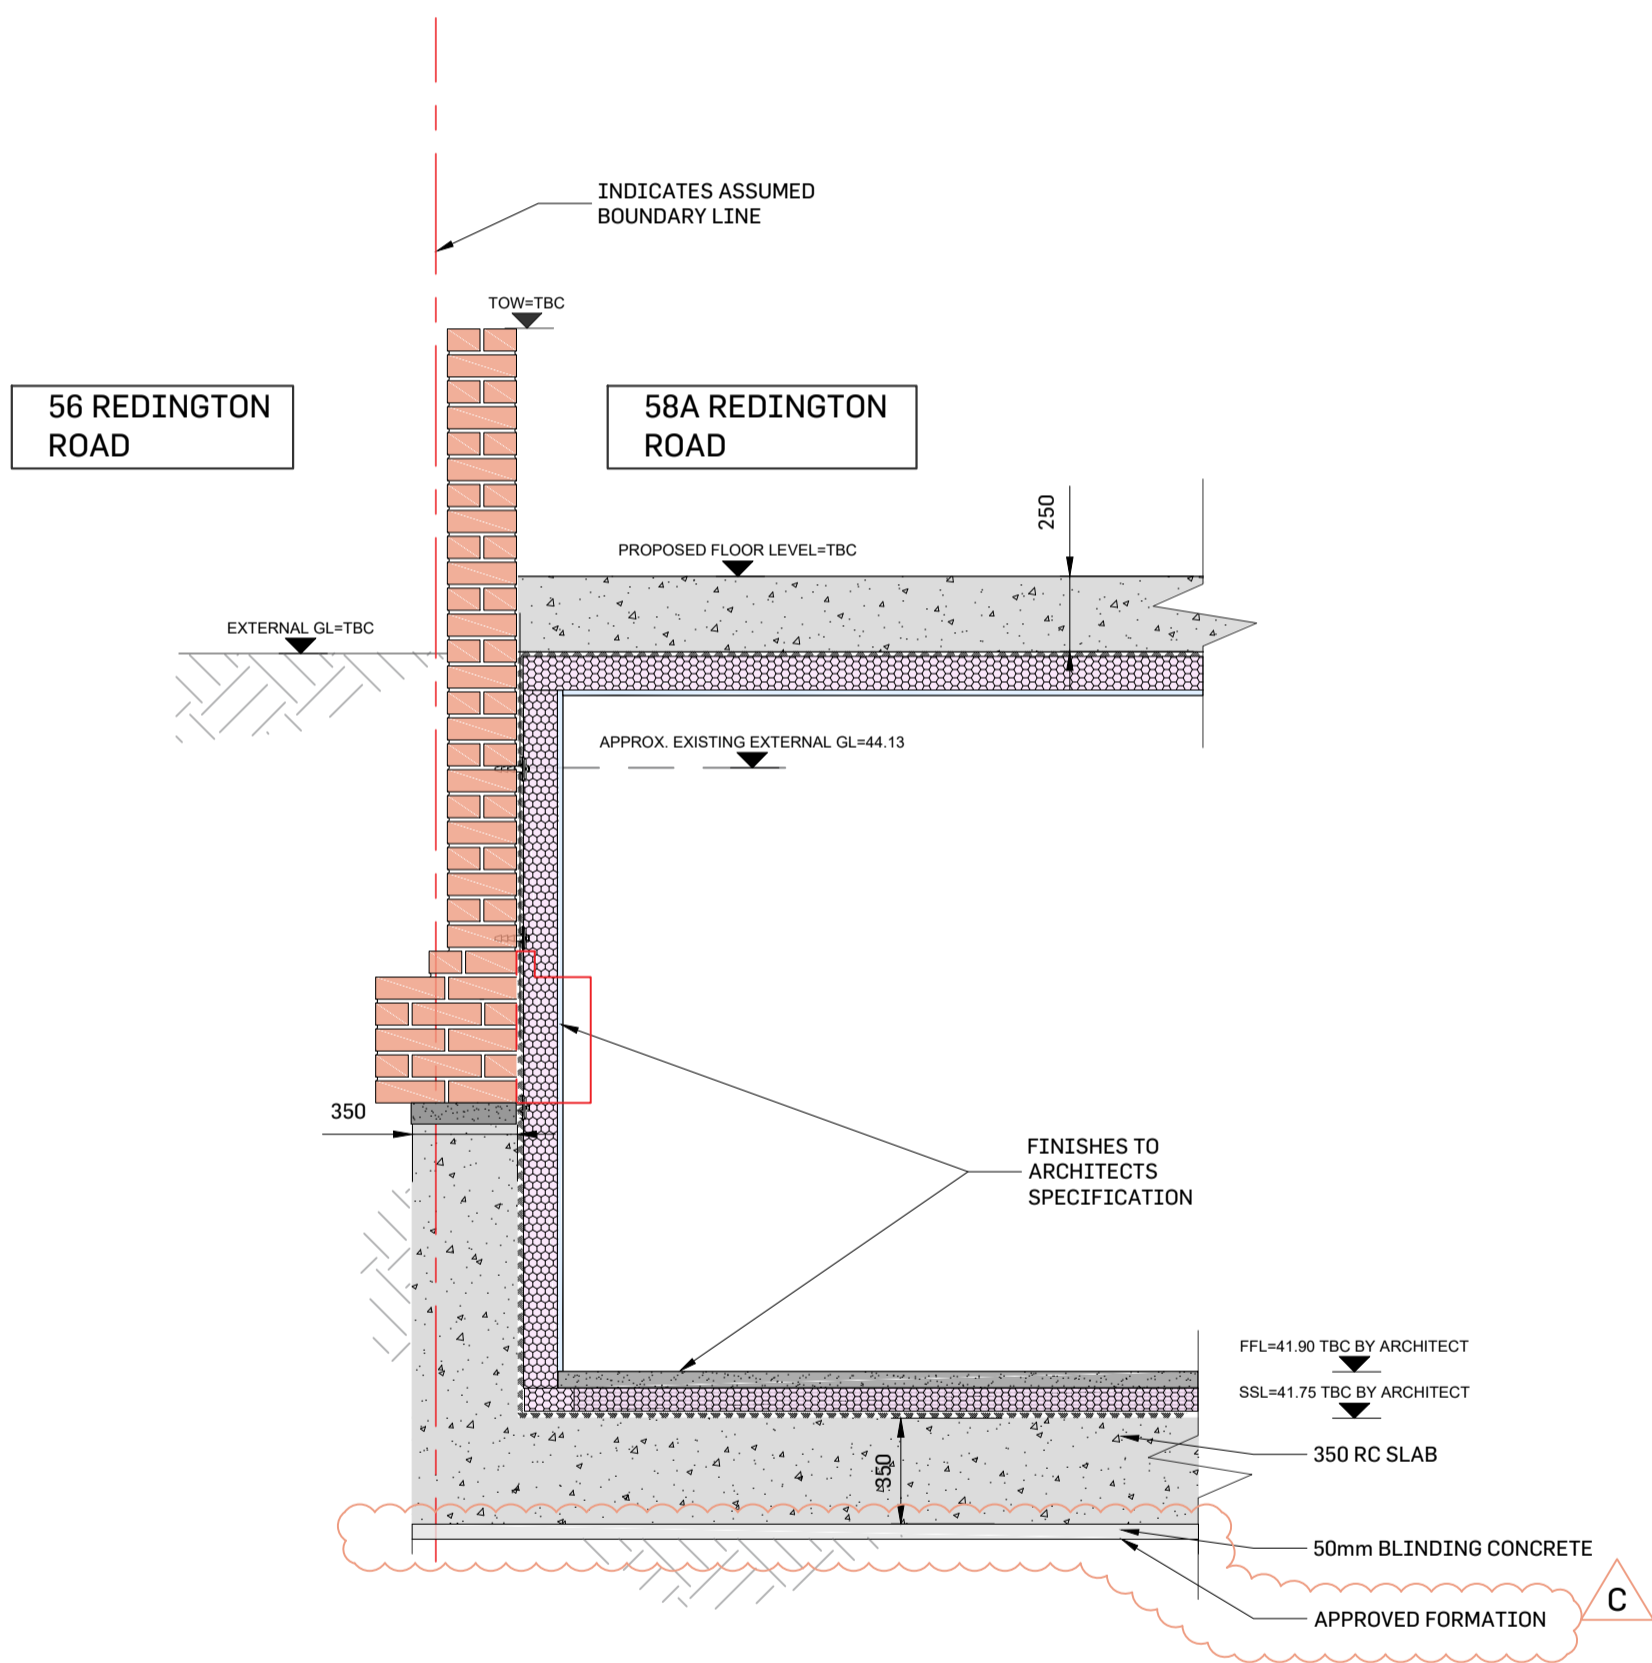 INDICATES ASSUMED
BOUNDARY LINE
TOW=TBC
56 REDINGTON
ROAD
58A REDINGTON
ROAD
250
PROPOSED FLOOR LEVEL=TBC
EXTERNAL GL=TBC
APPROX. EXISTING EXTERNAL GL=44.13
350
FINISHES TO
ARCHITECTS
SPECIFICATION
FFL=41.90 TBC BY ARCHITECT
SSL=41.75 TBC BY ARCHITECT
350 RC SLAB
350
50mm BLINDING CONCRETE
C
APPROVED FORMATION